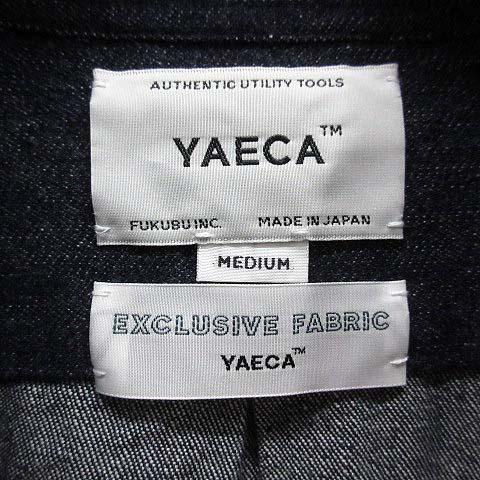 AUTHENTIC UTILITY TOOLS
YAECA™
FUKUBU INC. MADE IN JAPAN
MEDIUM
EXCLUSIVE FABRIC
YAECA™